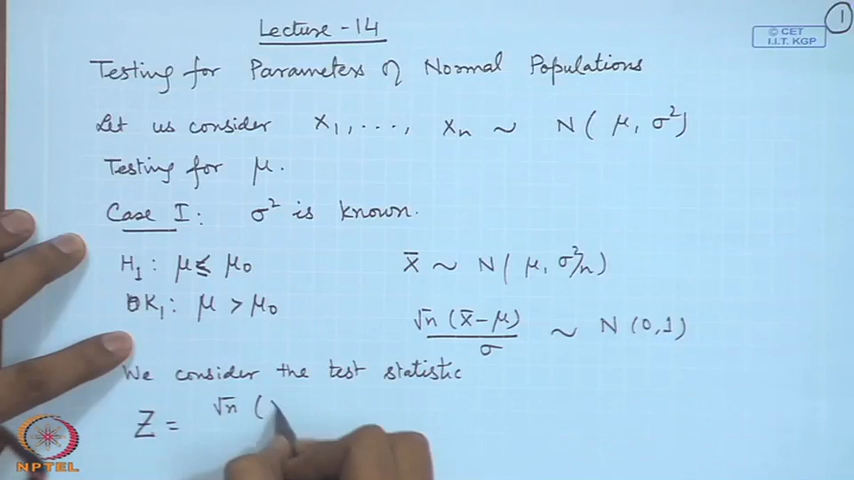 1
Lecture - 14
© CET
I.I.T. KGP
Testing for Parameters of Normal Populations
Let us consider X₁, ..., Xₙ ~ N( μ, σ²)
Testing for μ.
Case I: σ² is known.
H₁: μ ≤ μ₀ X̄ ~ N( μ, σ²/n)
K₁: μ > μ₀ √n (X̄-μ)/σ ~ N (0,1)
We consider the test statistic
Z = √n (
NPTEL